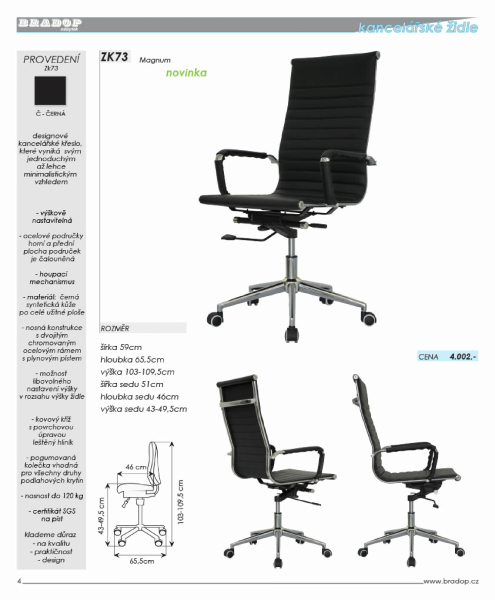 BRADOP
kancelářské židle
PROVEDENÍ
Zk73
Č - ČERNÁ
designové
kancelářské křeslo,
které vyniká svým
jednoduchým
až lehce
minimalistickým
vzhledem
- výškově
nastavitelná
- ocelové područky
horní a přední
plocha područek
je čalouněná
- houpací
mechanismus
- materiál: černá
syntetická kůže
po celé užitné ploše
- nosná konstrukce
s dvojitým
chromovaným
ocelovým rámem
s plynovým pístem
- možnost
libovolného
nastavení výšky
v rozsahu výšky židle
- kovový kříž
s povrchovou
úpravou
leštěný hliník
- pogumovaná
kolečka vhodná
pro všechny druhy
podlahových krytin
- nosnost do 120 kg
- certifikát SGS
na píst
klademe důraz
- na kvalitu
- praktičnost
- design
ZK73 Magnum
novinka
ROZMĚR
šírka 59cm
hloubka 65,5cm
výška 103-109,5cm
šířka sedu 51cm
hloubka sedu 46cm
výška sedu 43-49,5cm
CENA 4.002,-
46 cm
43-49,5 cm
103-109,5 cm
65,5cm
4
www.bradop.cz